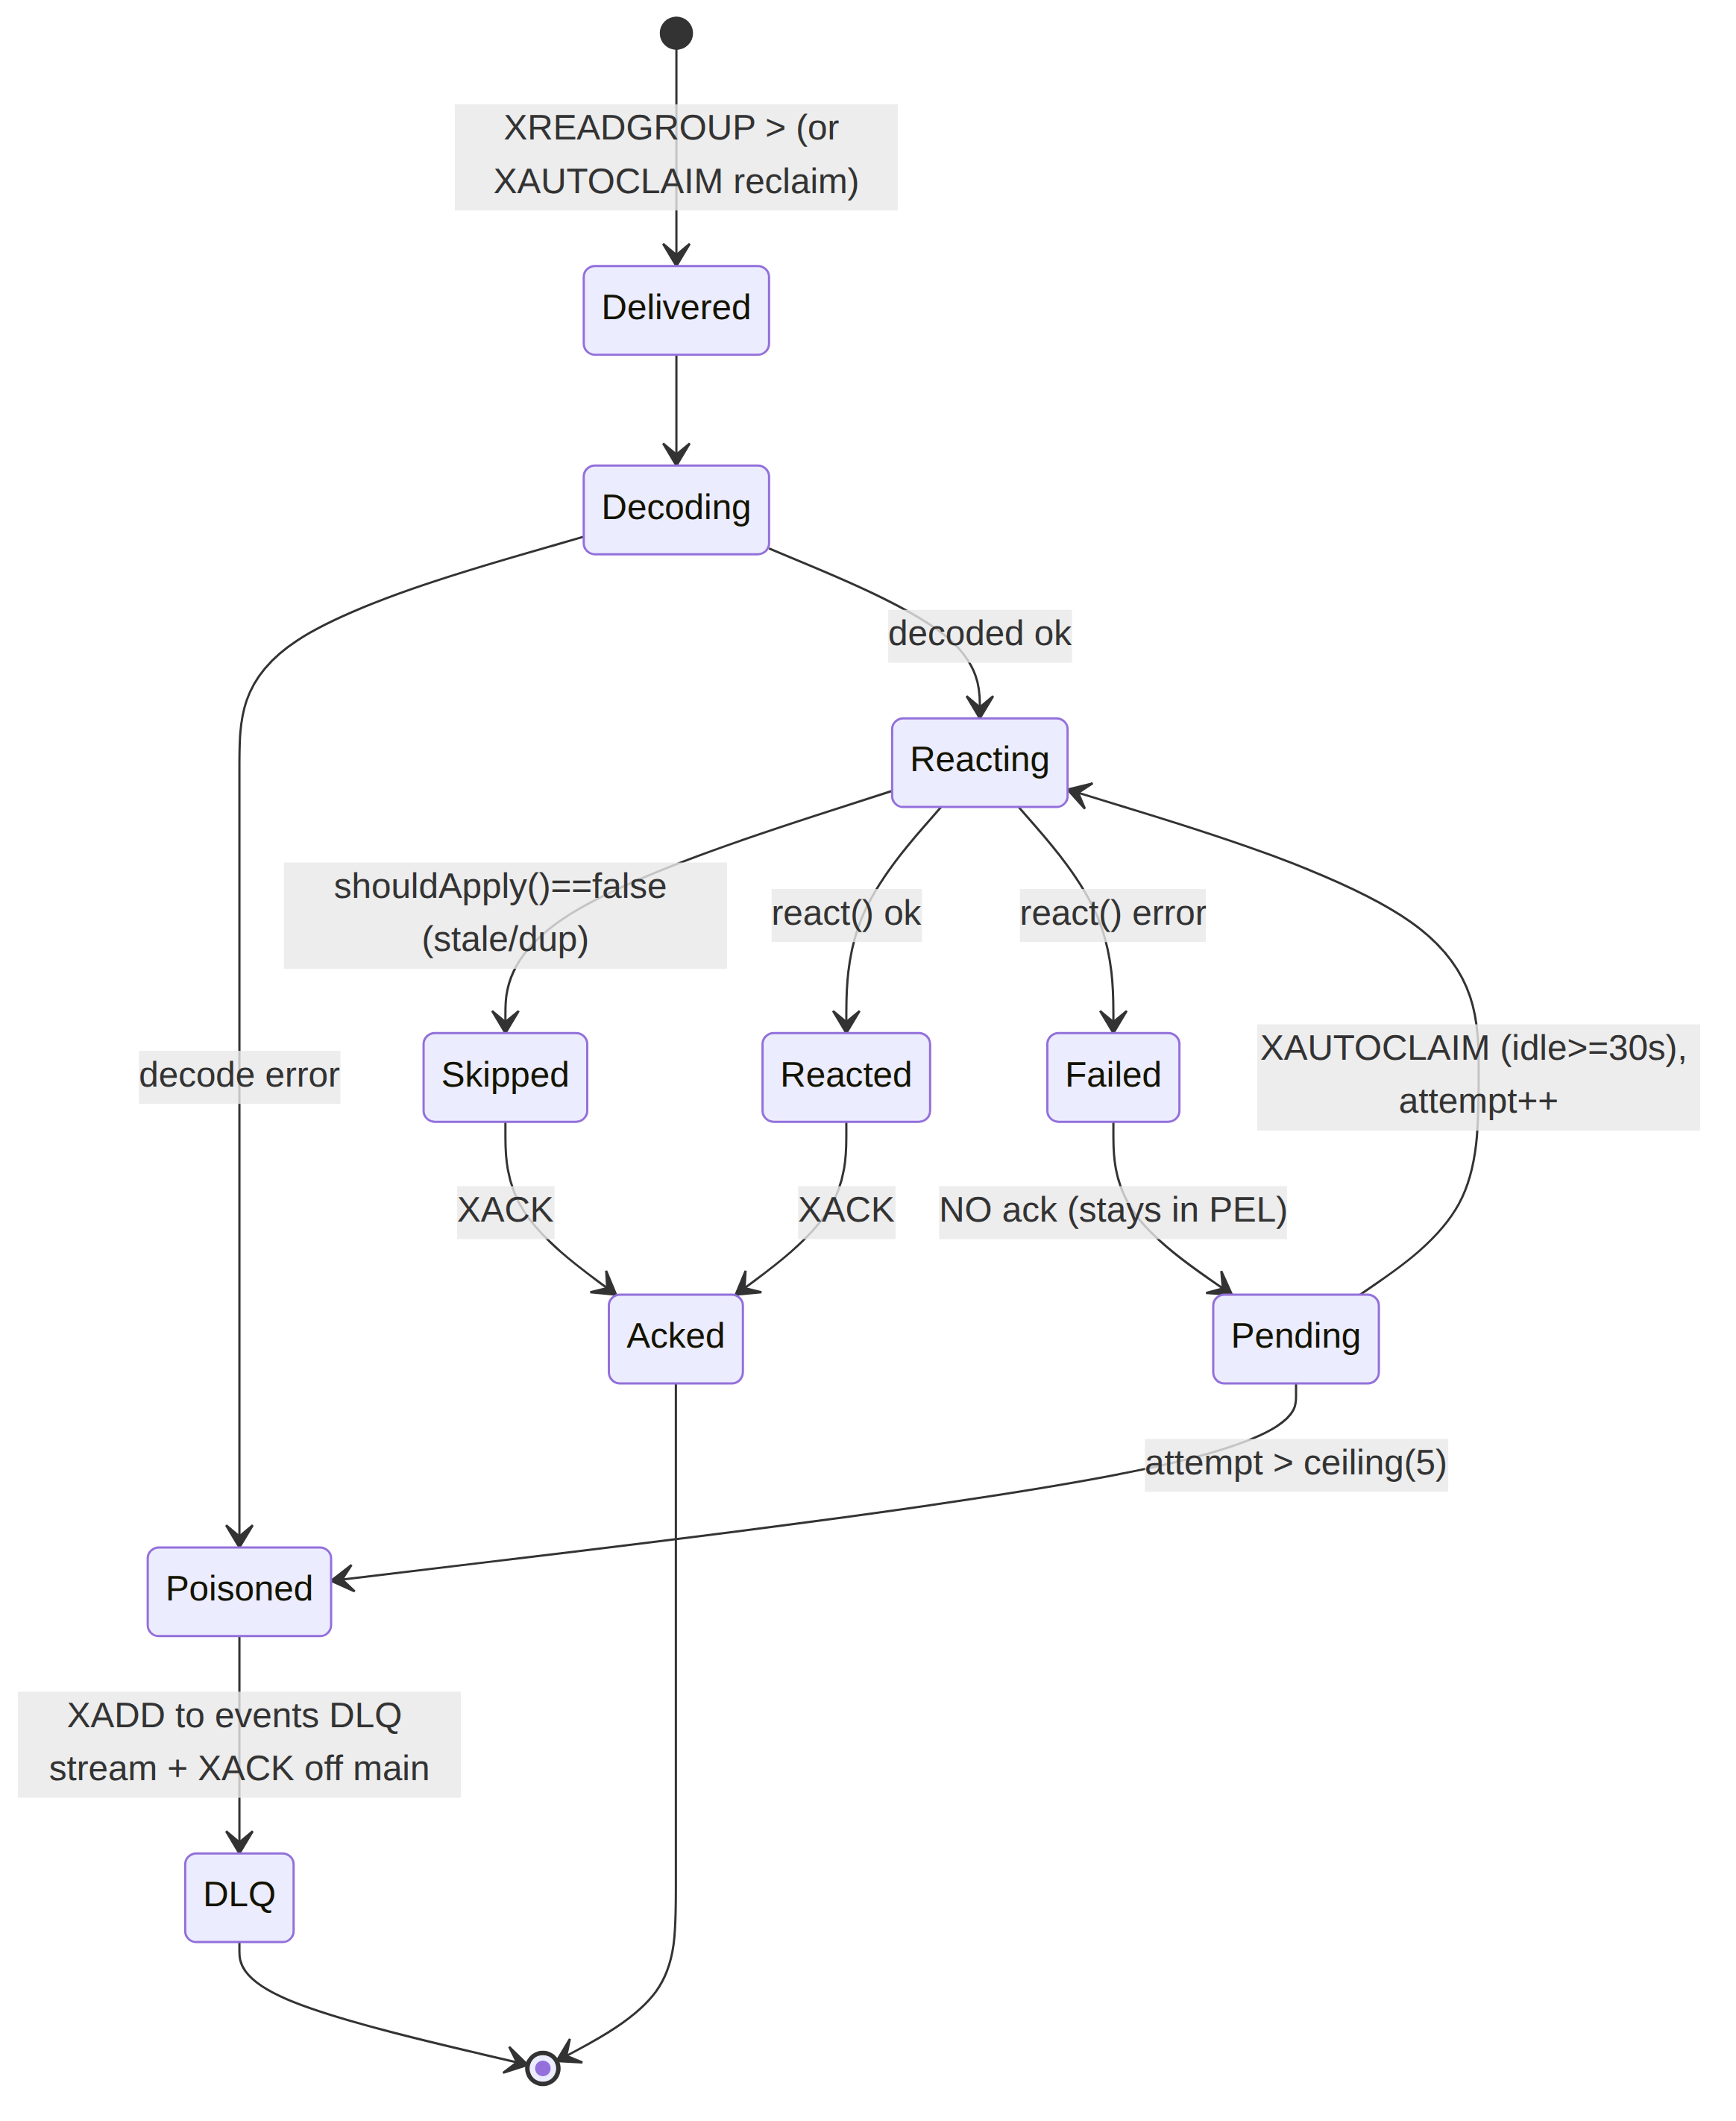 XREADGROUP > (or
XAUTOCLAIM reclaim)
Delivered
Decoding
decoded ok
Reacting
shouldApply()==false
(stale/dup)
react() ok
react() error
XAUTOCLAIM (idle>=30s),
attempt++
decode error
Skipped
Reacted
Failed
XACK
XACK
NO ack (stays in PEL)
Acked
Pending
attempt > ceiling(5)
Poisoned
XADD to events DLQ
stream + XACK off main
DLQ